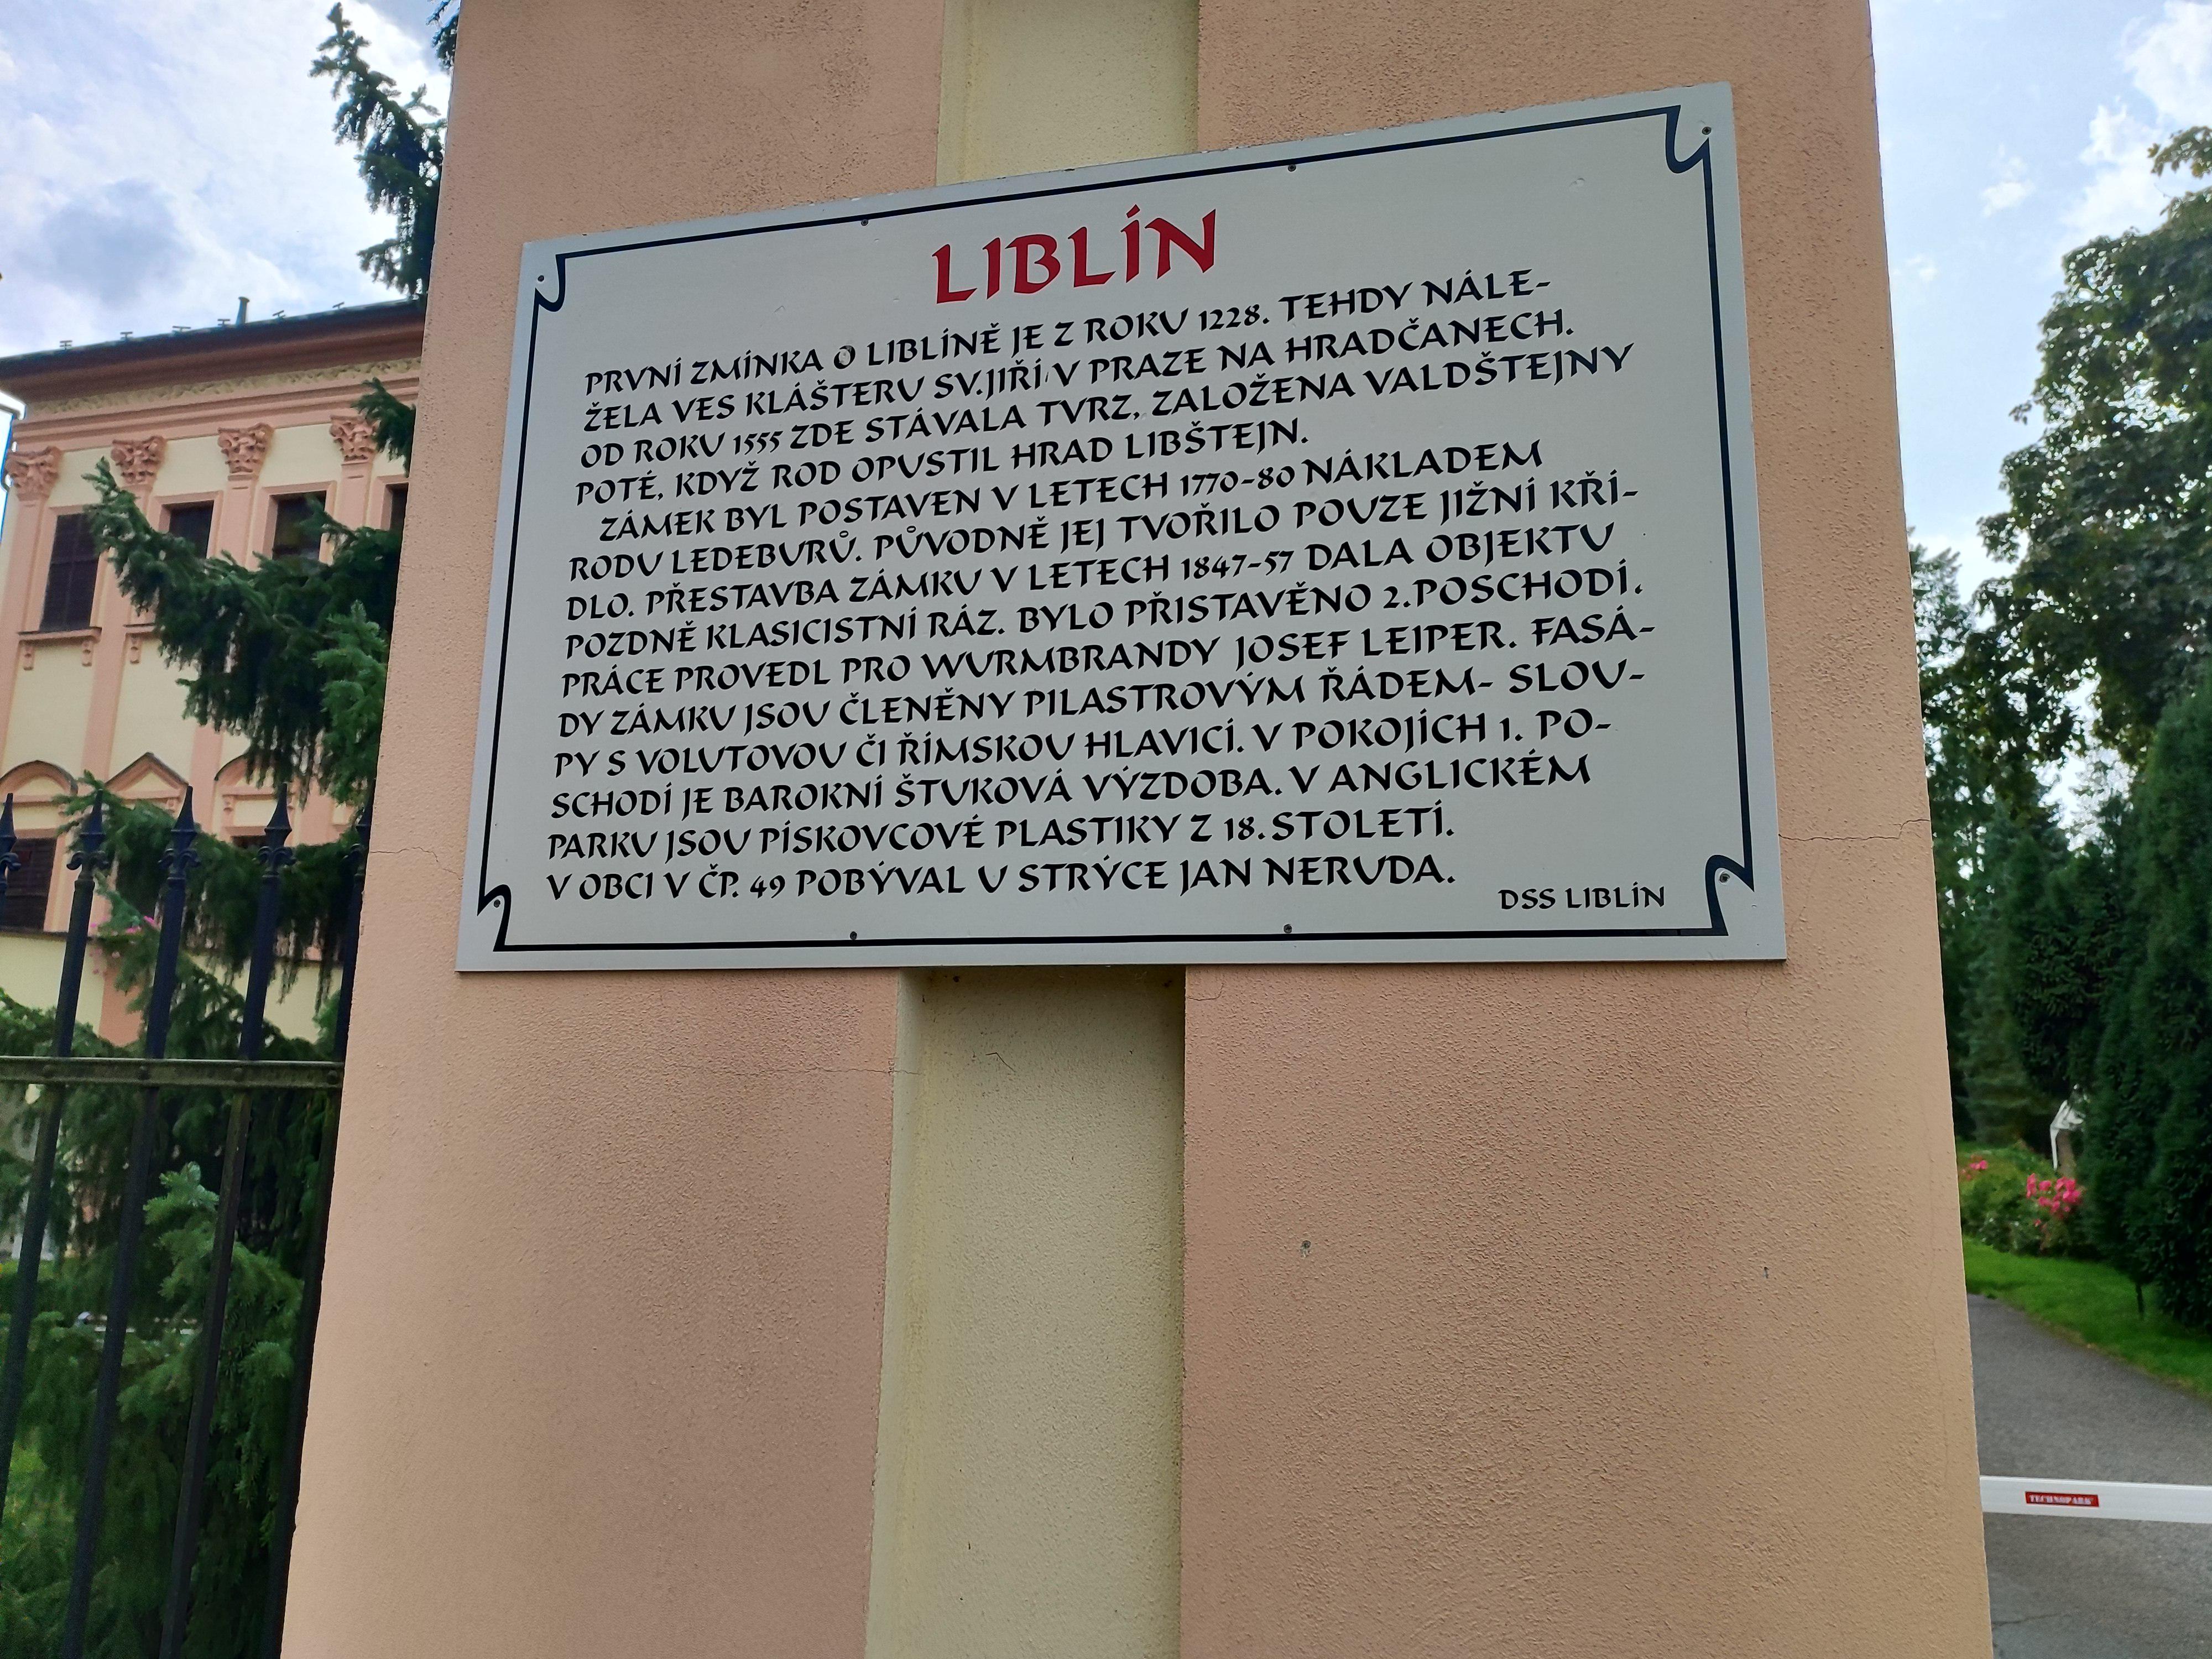 LIBLÍN
PRVNÍ ZMÍNKA O LIBLÍNĚ JE Z ROKU 1228. TEHDY NÁLE-
ŽELA VES KLÁŠTERU SV.JIŘÍ V PRAZE NA HRADČANECH.
OD ROKU 1555 ZDE STÁVALA TVRZ, ZALOŽENA VALDŠTEJNY
POTÉ, KDYŽ ROD OPUSTIL HRAD LIBŠTEJN.
ZÁMEK BYL POSTAVEN V LETECH 1770-80 NÁKLADEM
RODU LEDEBURŮ. PŮVODNĚ JEJ TVOŘILO POUZE JIŽNÍ KŘÍ-
DLO. PŘESTAVBA ZÁMKU V LETECH 1847-57 DALA OBJEKTU
POZDNĚ KLASICISTNÍ RÁZ. BYLO PŘISTAVĚNO 2.POSCHODÍ.
PRÁCE PROVEDL PRO WURMBRANDY JOSEF LEIPER. FASÁ-
DY ZÁMKU JSOU ČLENĚNY PILASTROVÝM ŘÁDEM- SLOU-
PY S VOLUTOVOU ČI ŘÍMSKOU HLAVICÍ. V POKOJÍCH 1. PO-
SCHODÍ JE BAROKNÍ ŠTUKOVÁ VÝZDOBA. V ANGLICKÉM
PARKU JSOU PÍSKOVCOVÉ PLASTIKY Z 18. STOLETÍ.
V OBCI V ČP. 49 POBÝVAL U STRÝCE JAN NERUDA.
DSS LIBLÍN
TECHNOPARK